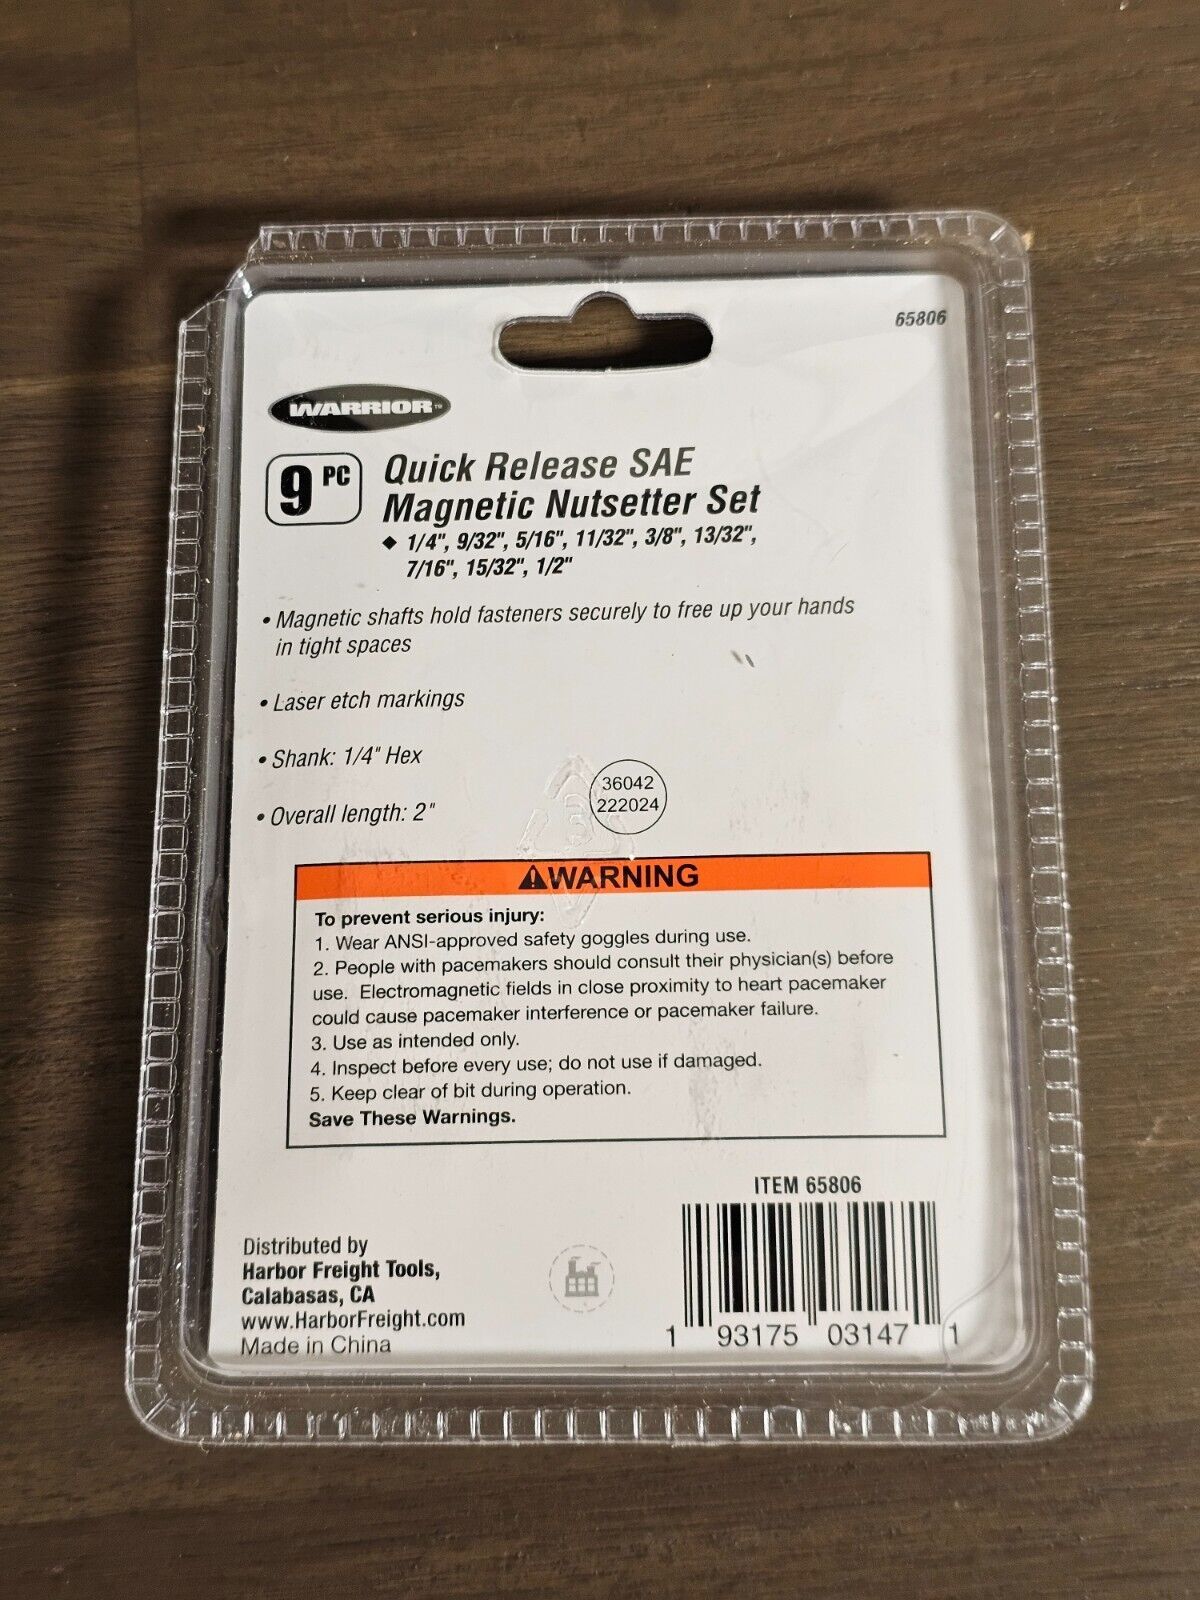 65806
WARRIOR™
9 PC
Quick Release SAE
Magnetic Nutsetter Set
◆ 1/4", 9/32", 5/16", 11/32", 3/8", 13/32",
7/16", 15/32", 1/2"
• Magnetic shafts hold fasteners securely to free up your hands
in tight spaces
• Laser etch markings
• Shank: 1/4" Hex
• Overall length: 2"
36042
222024
3
⚠WARNING
To prevent serious injury:
1. Wear ANSI-approved safety goggles during use.
2. People with pacemakers should consult their physician(s) before
use. Electromagnetic fields in close proximity to heart pacemaker
could cause pacemaker interference or pacemaker failure.
3. Use as intended only.
4. Inspect before every use; do not use if damaged.
5. Keep clear of bit during operation.
Save These Warnings.
ITEM 65806
Distributed by
Harbor Freight Tools,
Calabasas, CA
www.HarborFreight.com
Made in China
1 93175 03147 1